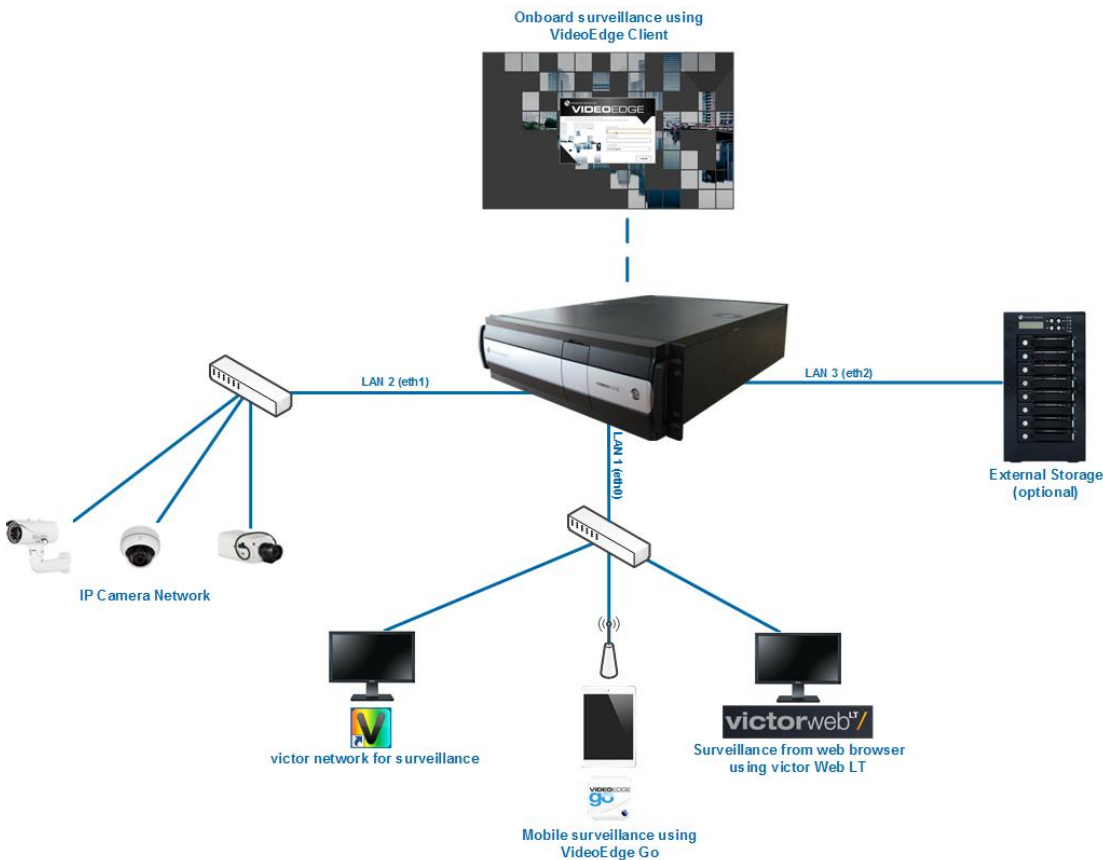 Onboard surveillance using
VideoEdge Client
VIDEOEDGE
LAN 2 (eth1)
LAN 3 (eth2)
LAN 1 (eth0)
VIDEOEDGE
External Storage
(optional)
IP Camera Network
victor network for surveillance
VIDEOEDGE
go
Mobile surveillance using
VideoEdge Go
victorwebLT/
Surveillance from web browser
using victor Web LT